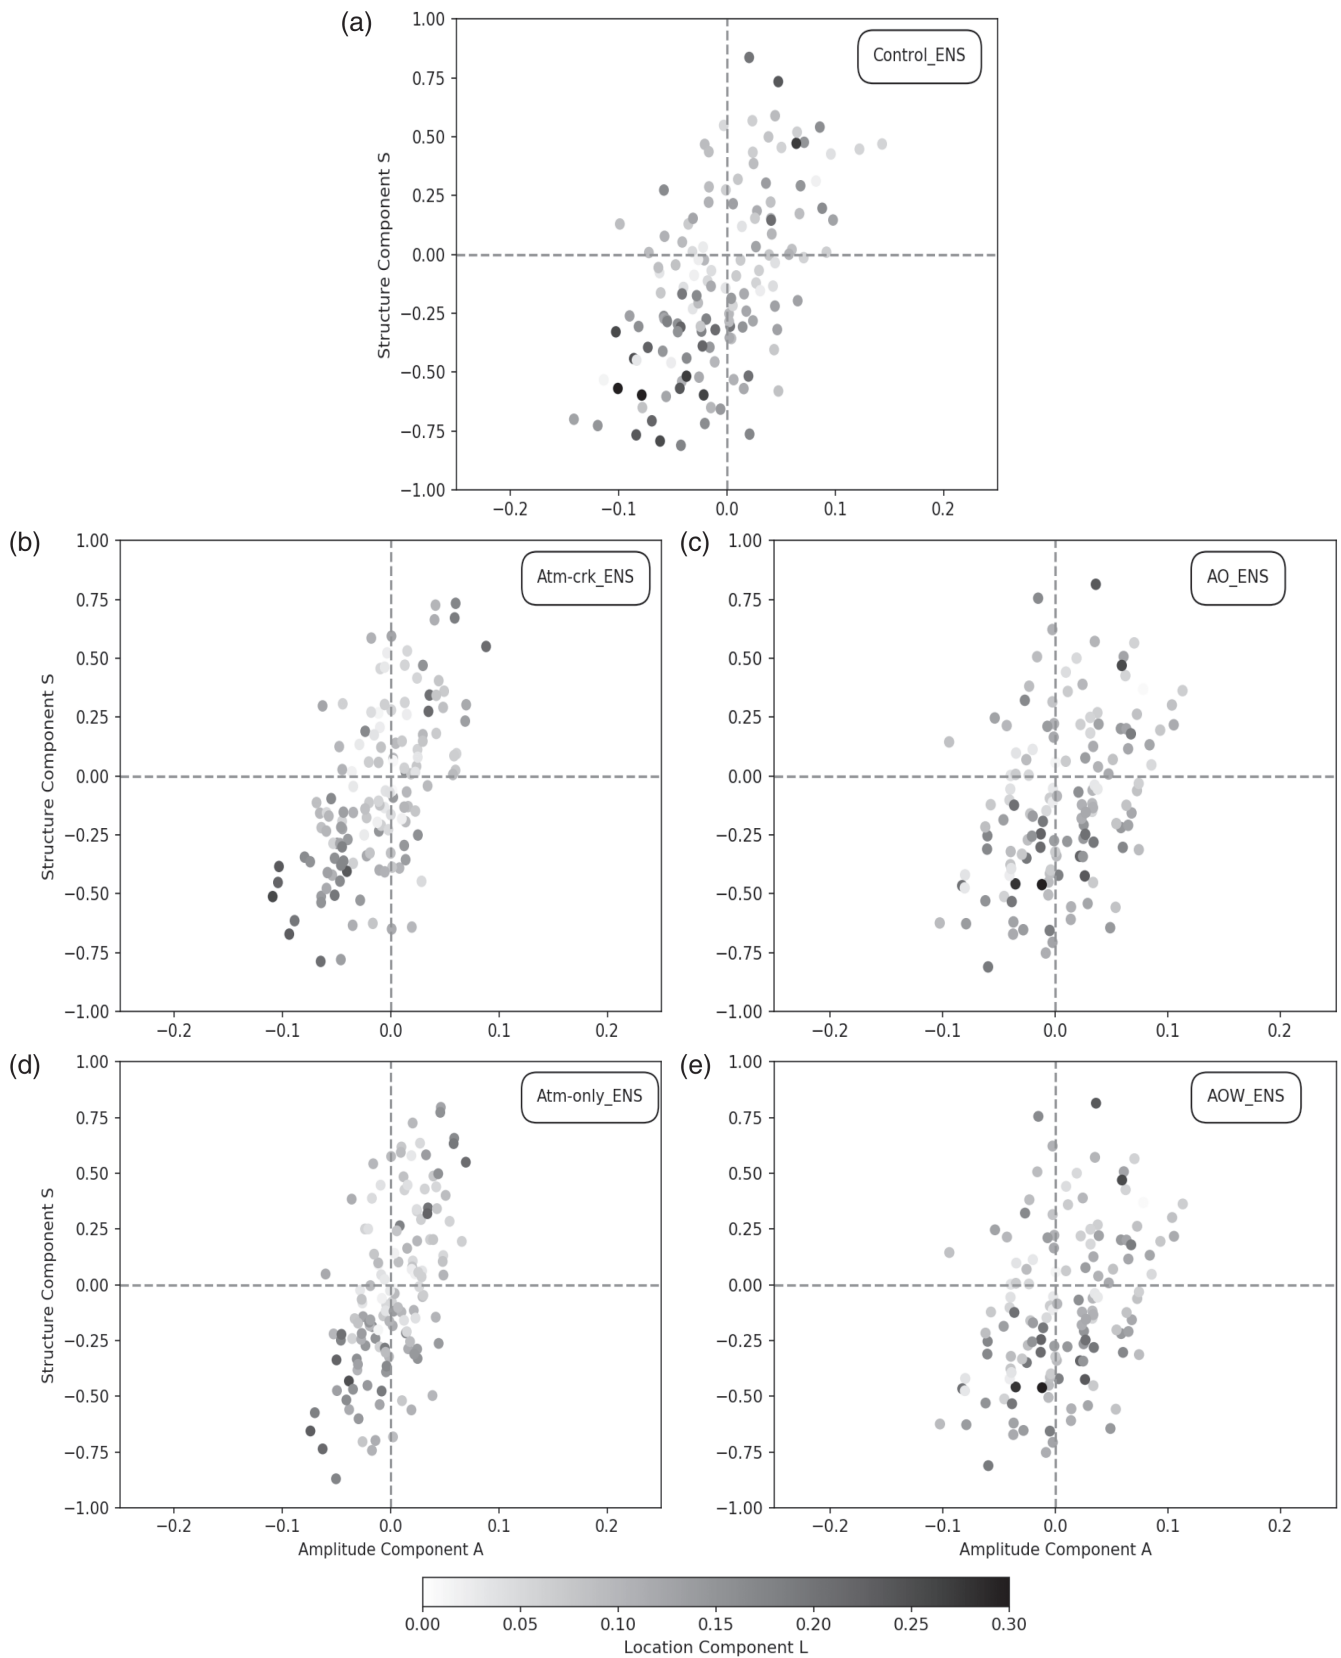 (a)
Control_ENS
Structure Component S
1.00
0.75
0.50
0.25
0.00
−0.25
−0.50
−0.75
−1.00
−0.2 −0.1 0.0 0.1 0.2
(b)
Atm-crk_ENS
Structure Component S
1.00
0.75
0.50
0.25
0.00
−0.25
−0.50
−0.75
−1.00
−0.2 −0.1 0.0 0.1 0.2
(c)
AO_ENS
1.00
0.75
0.50
0.25
0.00
−0.25
−0.50
−0.75
−1.00
−0.2 −0.1 0.0 0.1 0.2
(d)
Atm-only_ENS
Structure Component S
1.00
0.75
0.50
0.25
0.00
−0.25
−0.50
−0.75
−1.00
−0.2 −0.1 0.0 0.1 0.2
Amplitude Component A
(e)
AOW_ENS
1.00
0.75
0.50
0.25
0.00
−0.25
−0.50
−0.75
−1.00
−0.2 −0.1 0.0 0.1 0.2
Amplitude Component A
0.00 0.05 0.10 0.15 0.20 0.25 0.30
Location Component L